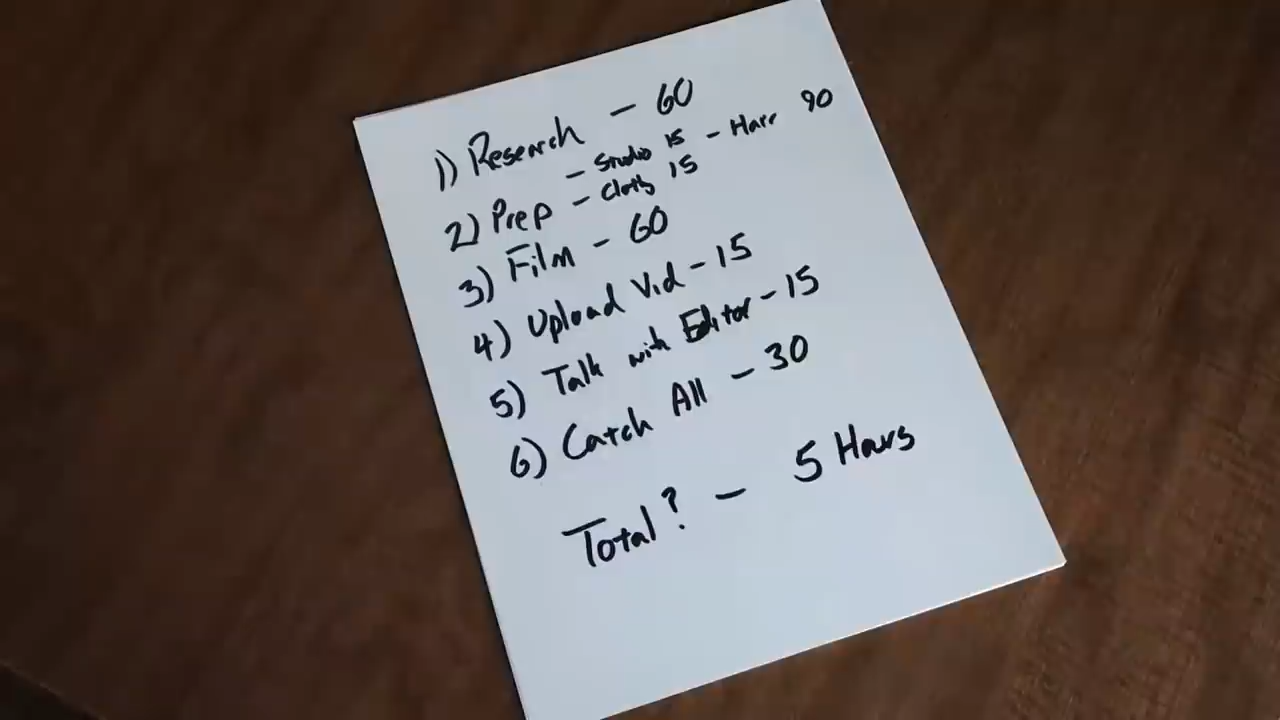 1) Research - 60
- Studio 15 - Hair 90
2) Prep - Cloth 15
3) Film - 60
4) Upload Vid - 15
5) Talk with Editor - 15
6) Catch All - 30
Total? - 5 Hours